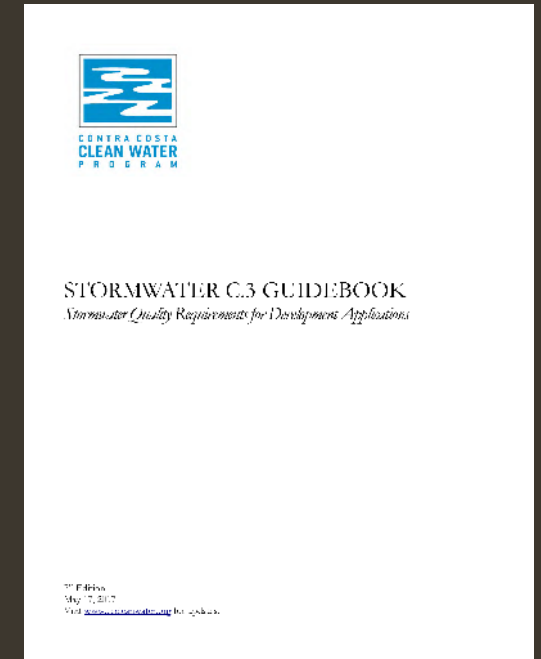 CONTRA COSTA
CLEAN WATER
PROGRAM
STORMWATER C.3 GUIDEBOOK
Stormwater Quality Requirements for Development Applications
Edition
May 17, 2017
Visit for updates.